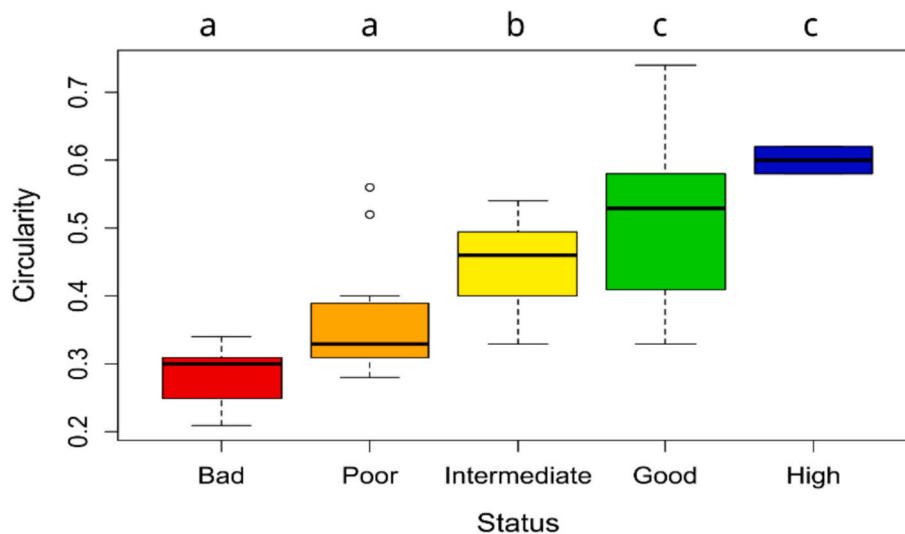 a a b c c
0.7
0.6
0.5
0.4
0.3
0.2
Circularity
Bad Poor Intermediate Good High
Status